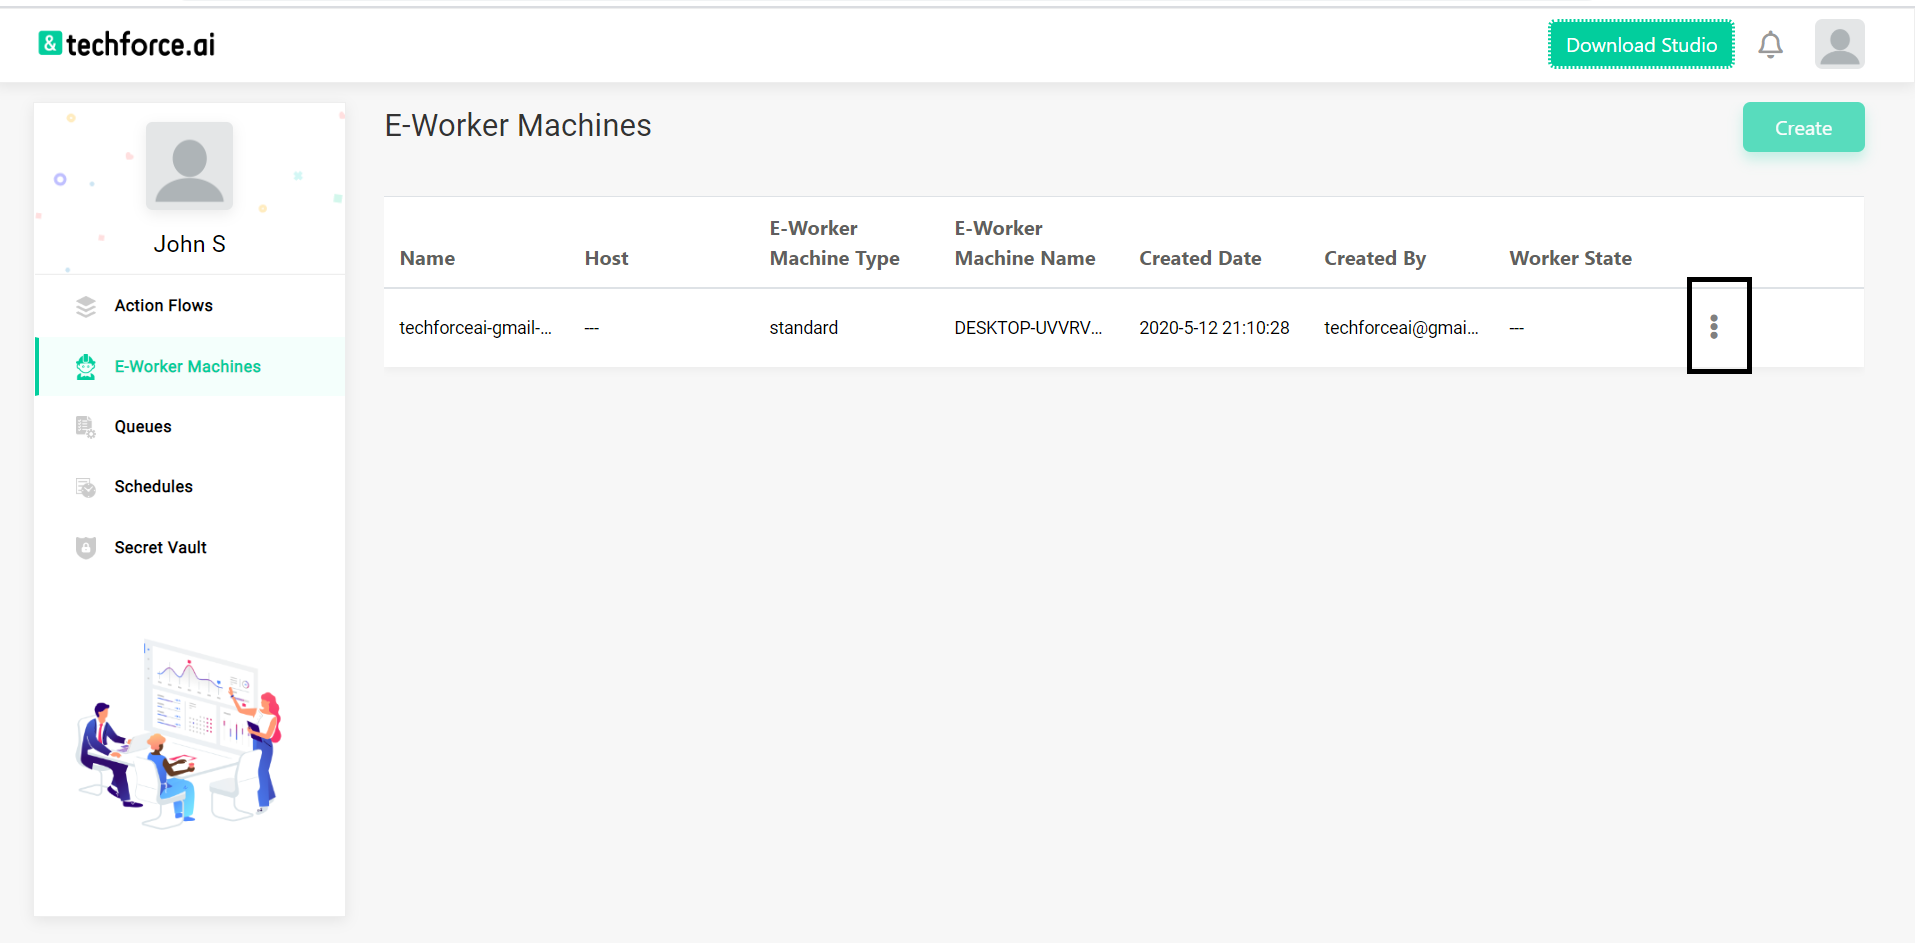 & techforce.ai
Download Studio
John S
Action Flows
E-Worker Machines
Queues
Schedules
Secret Vault
E-Worker Machines
Create
Name
Host
E-Worker
Machine Type
E-Worker
Machine Name
Created Date
Created By
Worker State
techforceai-gmail-...
---
standard
DESKTOP-UVVRV...
2020-5-12 21:10:28
techforceai@gmai...
---